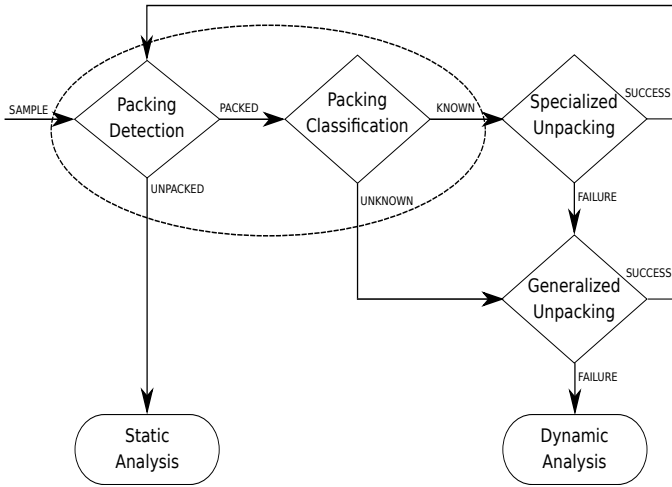 SAMPLE
Packing
Detection
PACKED
Packing
Classification
KNOWN
Specialized
Unpacking
SUCCESS
UNPACKED
UNKNOWN
FAILURE
Generalized
Unpacking
SUCCESS
FAILURE
Static
Analysis
Dynamic
Analysis